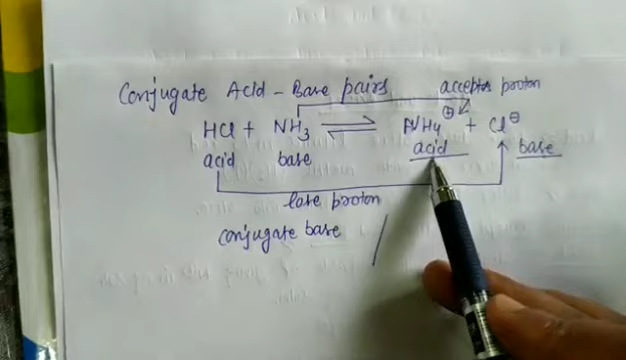 Conjugate Acid - Base pairs accepts proton
HCl + NH₃ ⇌ NH₄⊕ + Cl⊖
acid base acid base
lose proton
conjugate base /